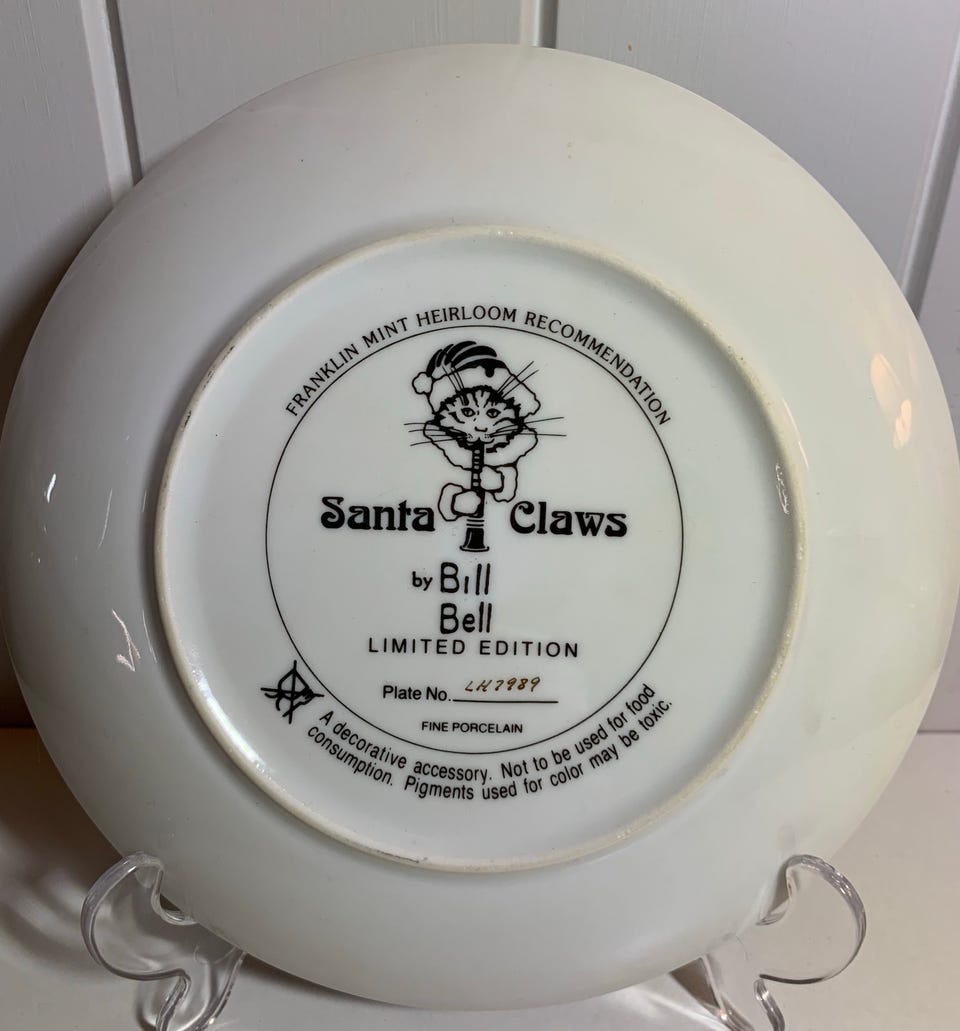 FRANKLIN MINT HEIRLOOM RECOMMENDATION
Santa Claws
by Bill
Bell
LIMITED EDITION
Plate No. LH7989
FINE PORCELAIN
A decorative accessory. Not to be used for food
consumption. Pigments used for color may be toxic.